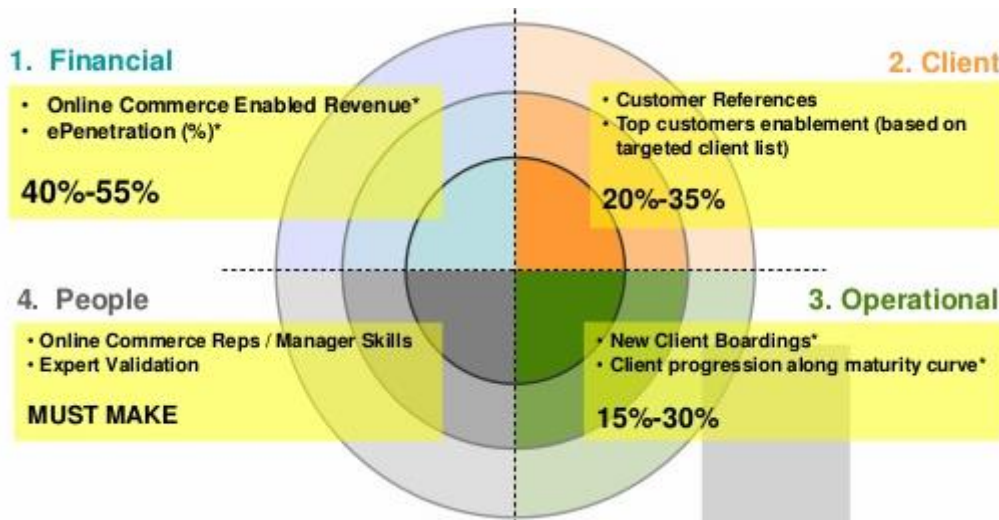 1. Financial
• Online Commerce Enabled Revenue*
• ePenetration (%)*
40%-55%
2. Client
• Customer References
• Top customers enablement (based on
targeted client list)
20%-35%
4. People
• Online Commerce Reps / Manager Skills
• Expert Validation
MUST MAKE
3. Operational
• New Client Boardings*
• Client progression along maturity curve*
15%-30%